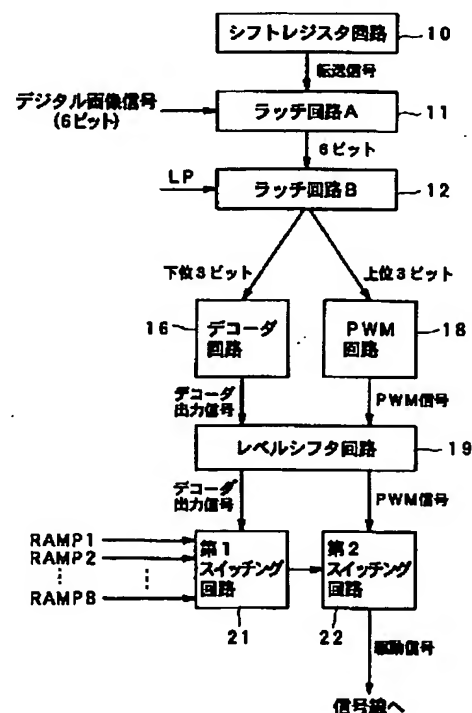 シフトレジスタ回路
10
転送信号
デジタル画像信号
(6ビット)
ラッチ回路A
11
6ビット
LP
ラッチ回路B
12
下位3ビット
上位3ビット
16
デコーダ
回路
PWM
回路
18
デコーダ
出力信号
PWM信号
レベルシフタ回路
19
デコーダ
出力信号
PWM信号
RAMP1
RAMP2
RAMP8
第1
スイッチング
回路
第2
スイッチング
回路
21
22
駆動信号
信号線へ